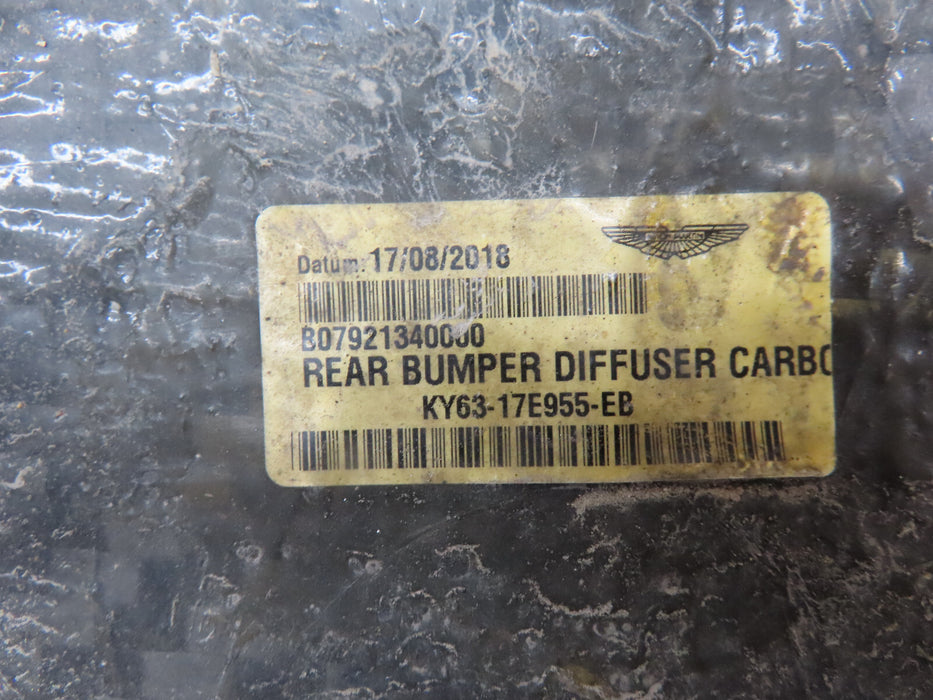 Datum: 17/08/2018
B07921340000
REAR BUMPER DIFFUSER CARBO
KY63-17E955-EB